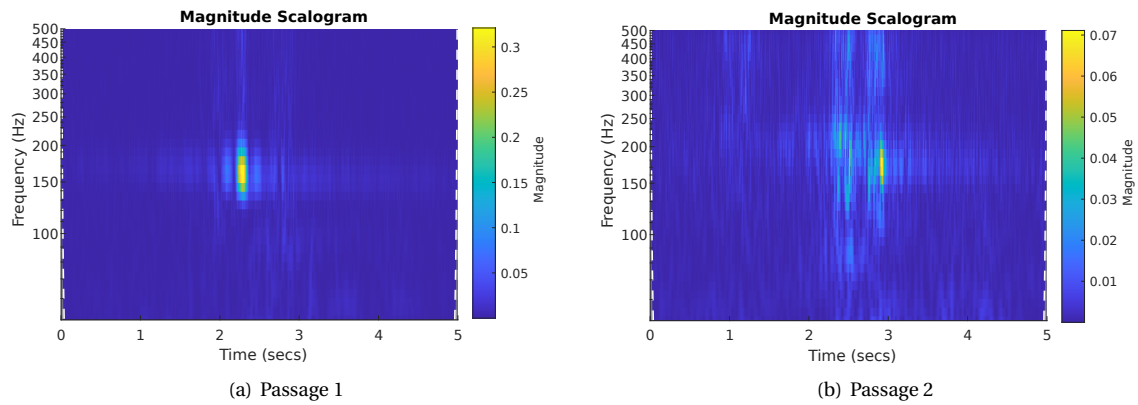 Magnitude Scalogram
500
450
400
350
300
250
200
150
100
Frequency (Hz)
0 1 2 3 4 5
Time (secs)
0.3
0.25
0.2
0.15
0.1
0.05
Magnitude
(a) Passage 1
Magnitude Scalogram
500
450
400
350
300
250
200
150
100
Frequency (Hz)
0 1 2 3 4 5
Time (secs)
0.07
0.06
0.05
0.04
0.03
0.02
0.01
0
Magnitude
(b) Passage 2